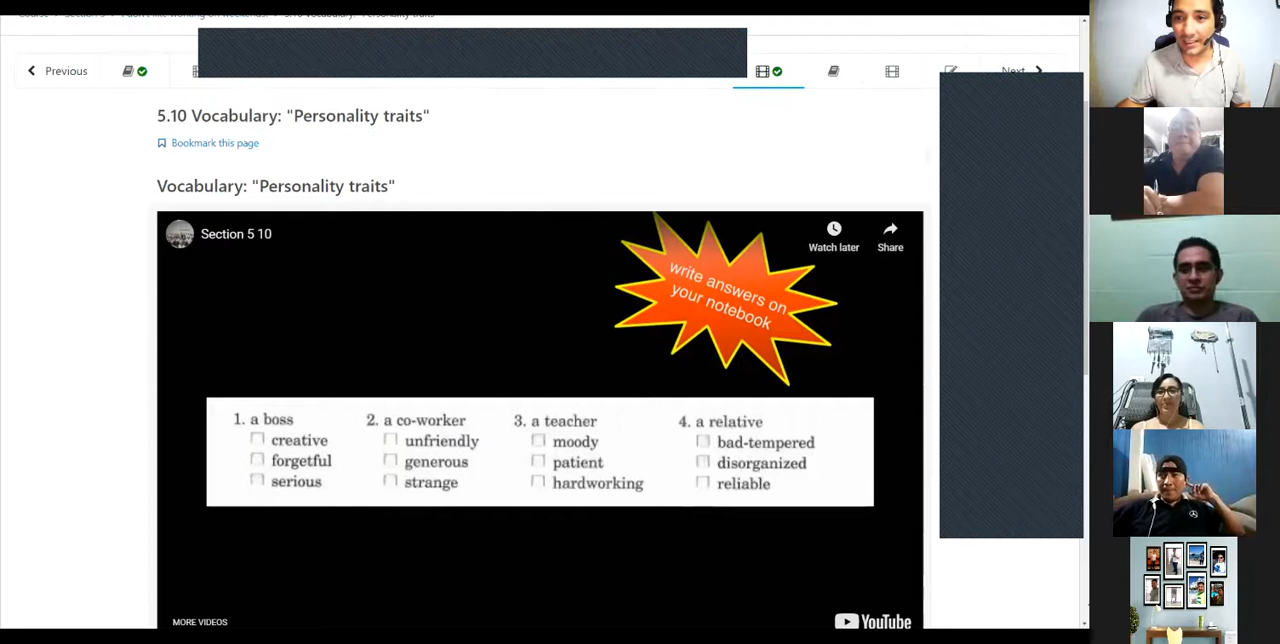 Previous
Next
5.10 Vocabulary: "Personality traits"
Bookmark this page
Vocabulary: "Personality traits"
Section 5 10
Watch later
Share
write answers on
your notebook
1. a boss
creative
forgetful
serious
2. a co-worker
unfriendly
generous
strange
3. a teacher
moody
patient
hardworking
4. a relative
bad-tempered
disorganized
reliable
MORE VIDEOS
YouTube